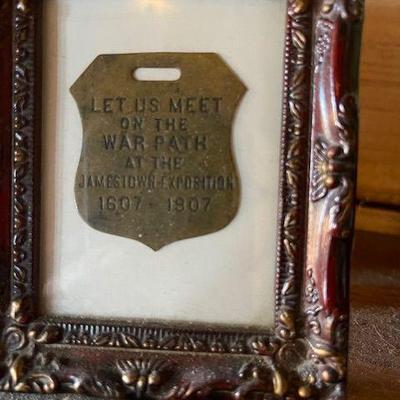 LET US MEET
ON THE
WAR PATH
AT THE
JAMESTOWN EXPOSITION
1607 - 1907